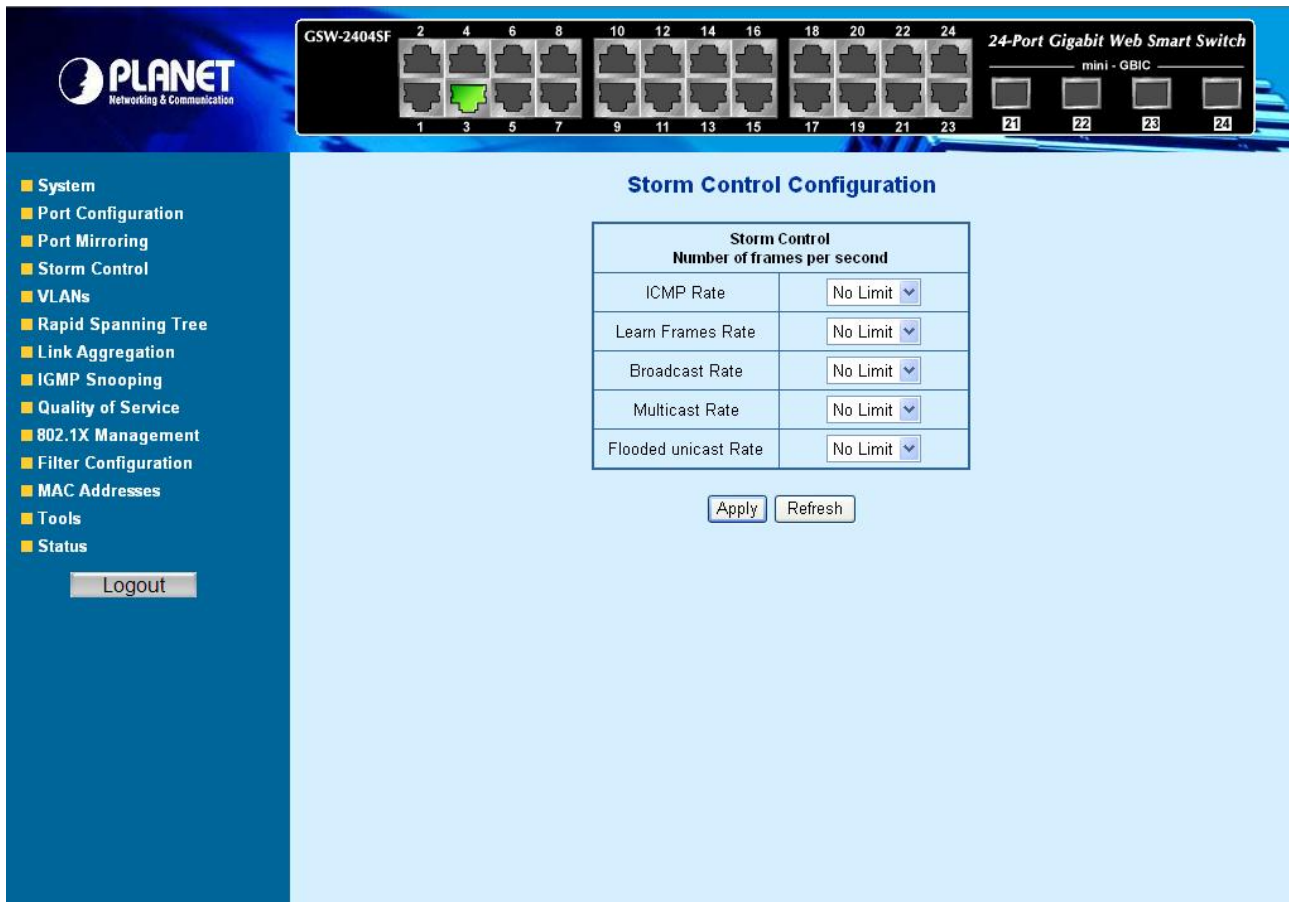 PLANET
Networking & Communication
GSW-2404SF
2 4 6 8 10 12 14 16 18 20 22 24
1 3 5 7 9 11 13 15 17 19 21 23
24-Port Gigabit Web Smart Switch
mini - GBIC
21 22 23 24
System
Port Configuration
Port Mirroring
Storm Control
VLANs
Rapid Spanning Tree
Link Aggregation
IGMP Snooping
Quality of Service
802.1X Management
Filter Configuration
MAC Addresses
Tools
Status
Logout
Storm Control Configuration
Storm Control
Number of frames per second
ICMP Rate No Limit
Learn Frames Rate No Limit
Broadcast Rate No Limit
Multicast Rate No Limit
Flooded unicast Rate No Limit
Apply Refresh